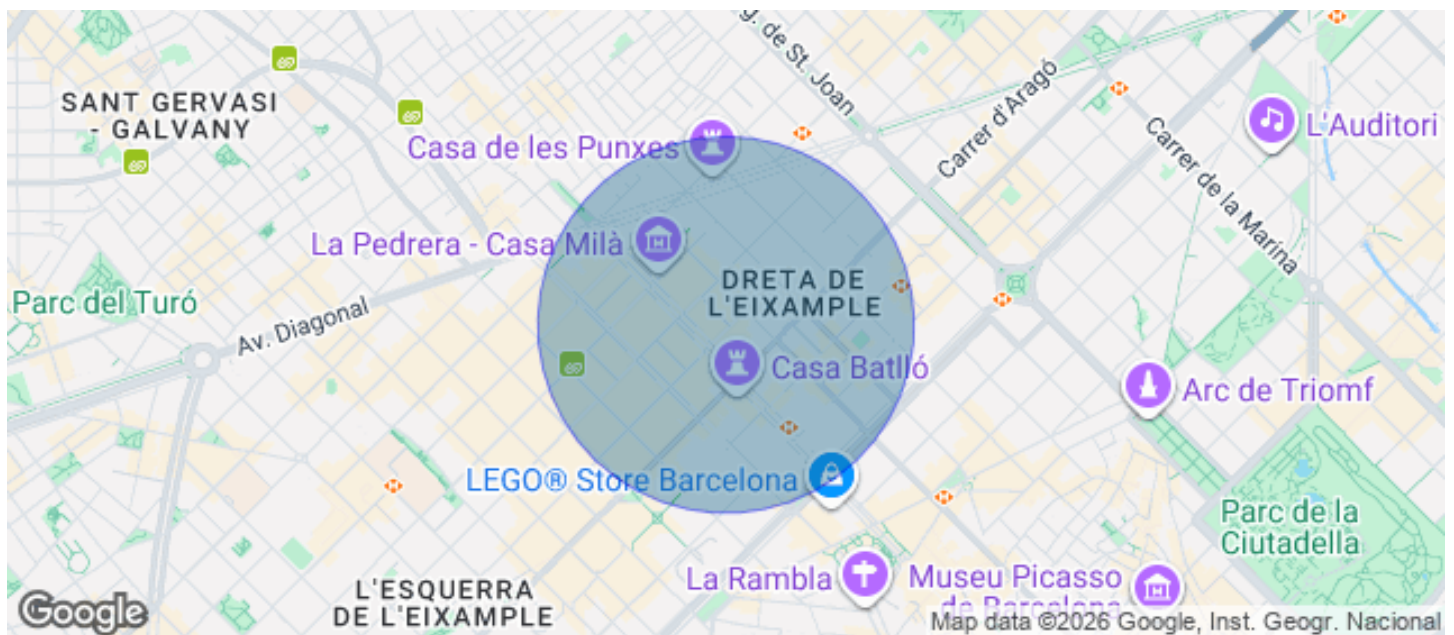 g. de St. Joan
SANT GERVASI
- GALVANY
Casa de les Punxes
Carrer d'Aragó
L'Auditori
Carrer de la Marina
La Pedrera - Casa Milà
DRETA DE
L'EIXAMPLE
Parc del Turó
Av. Diagonal
Casa Batlló
Arc de Triomf
LEGO® Store Barcelona
Parc de la
Ciutadella
L'ESQUERRA
DE L'EIXAMPLE
La Rambla
Museu Picasso
de Barcelona
Google
Map data ©2026 Google, Inst. Geogr. Nacional